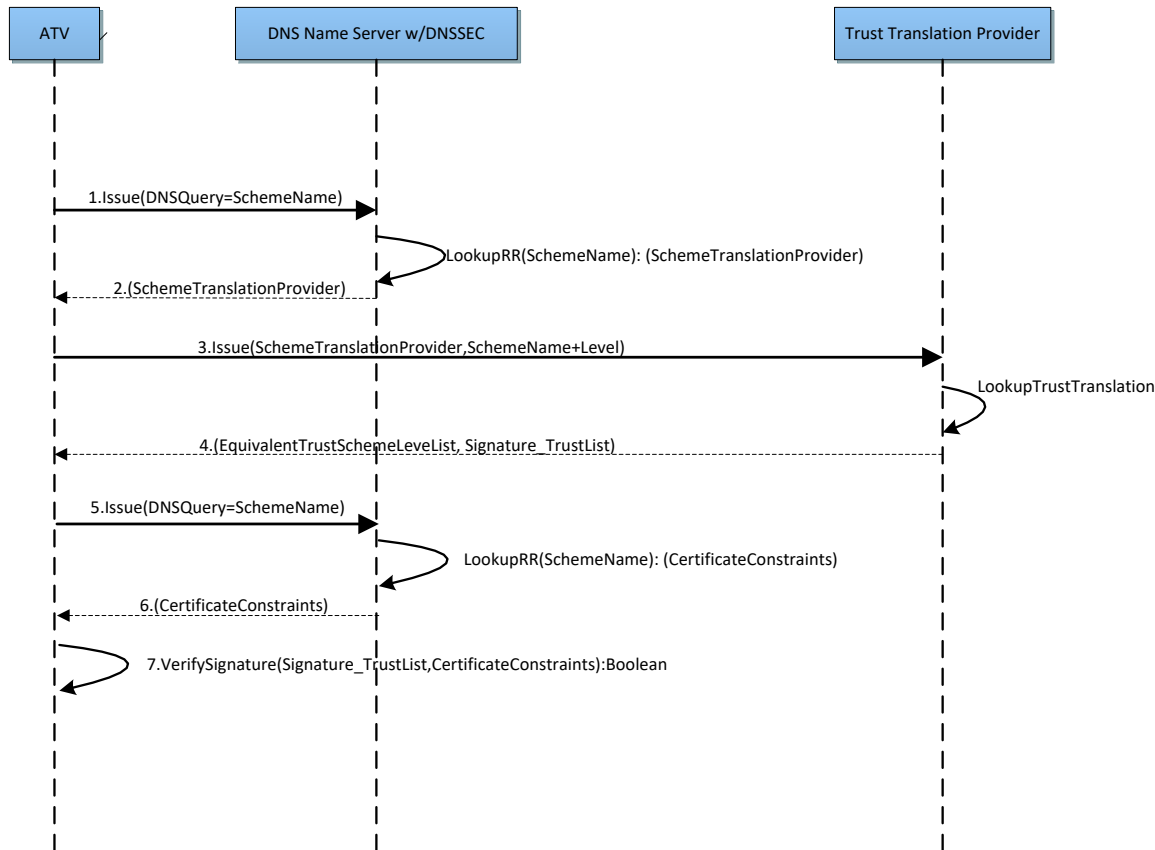 ATV
DNS Name Server w/DNSSEC
Trust Translation Provider
1.Issue(DNSQuery=SchemeName)
LookupRR(SchemeName): (SchemeTranslationProvider)
2.(SchemeTranslationProvider)
3.Issue(SchemeTranslationProvider,SchemeName+Level)
LookupTrustTranslation
4.(EquivalentTrustSchemeLeveList, Signature_TrustList)
5.Issue(DNSQuery=SchemeName)
LookupRR(SchemeName): (CertificateConstraints)
6.(CertificateConstraints)
7.VerifySignature(Signature_TrustList,CertificateConstraints):Boolean